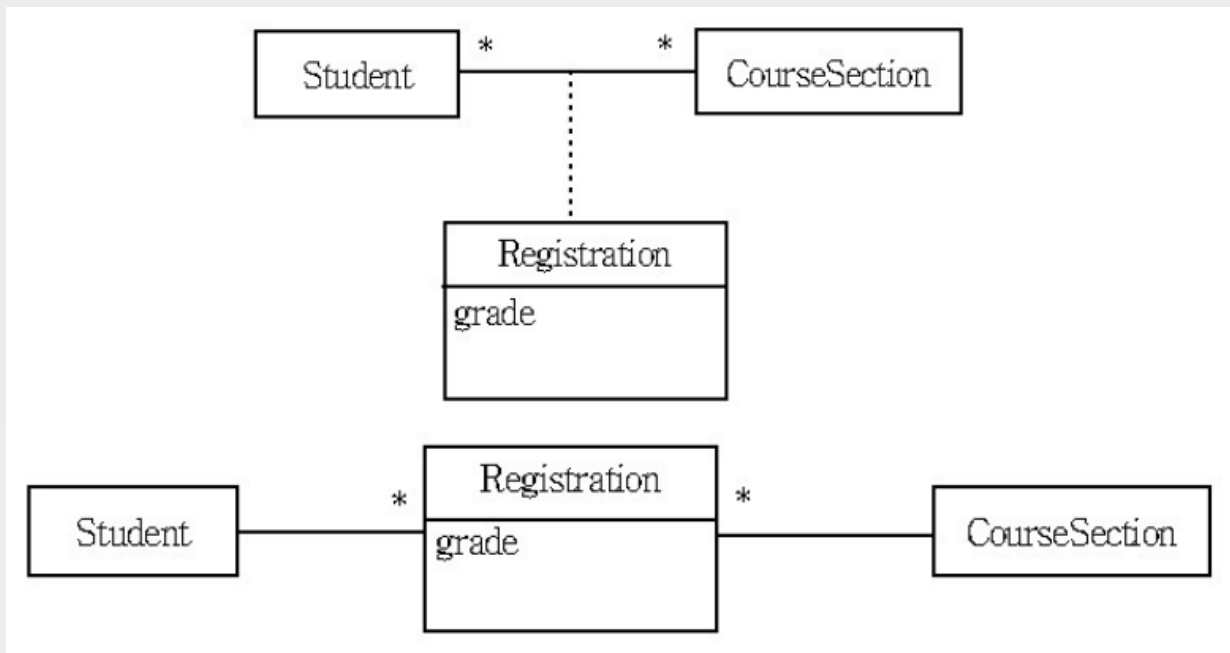 Student
*
*
CourseSection
Registration
grade
Student
*
Registration
grade
*
CourseSection